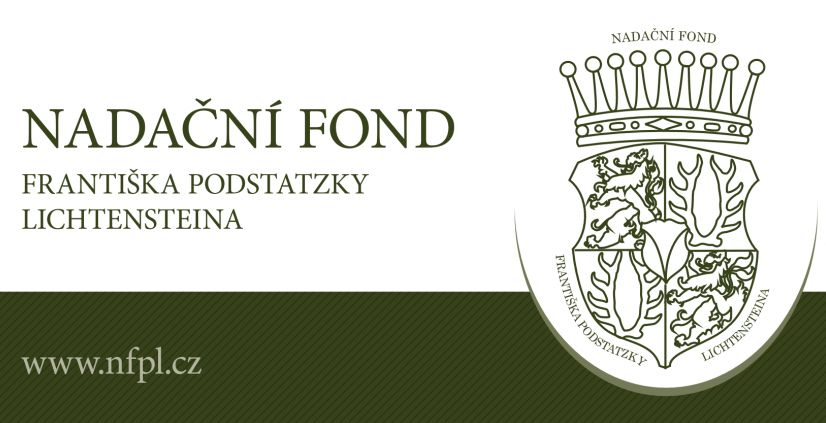 NADAČNÍ FOND
FRANTIŠKA PODSTATZKY
LICHTENSTEINA
www.nfpl.cz
NADAČNÍ FOND
FRANTIŠKA PODSTATZKY
LICHTENSTEINA